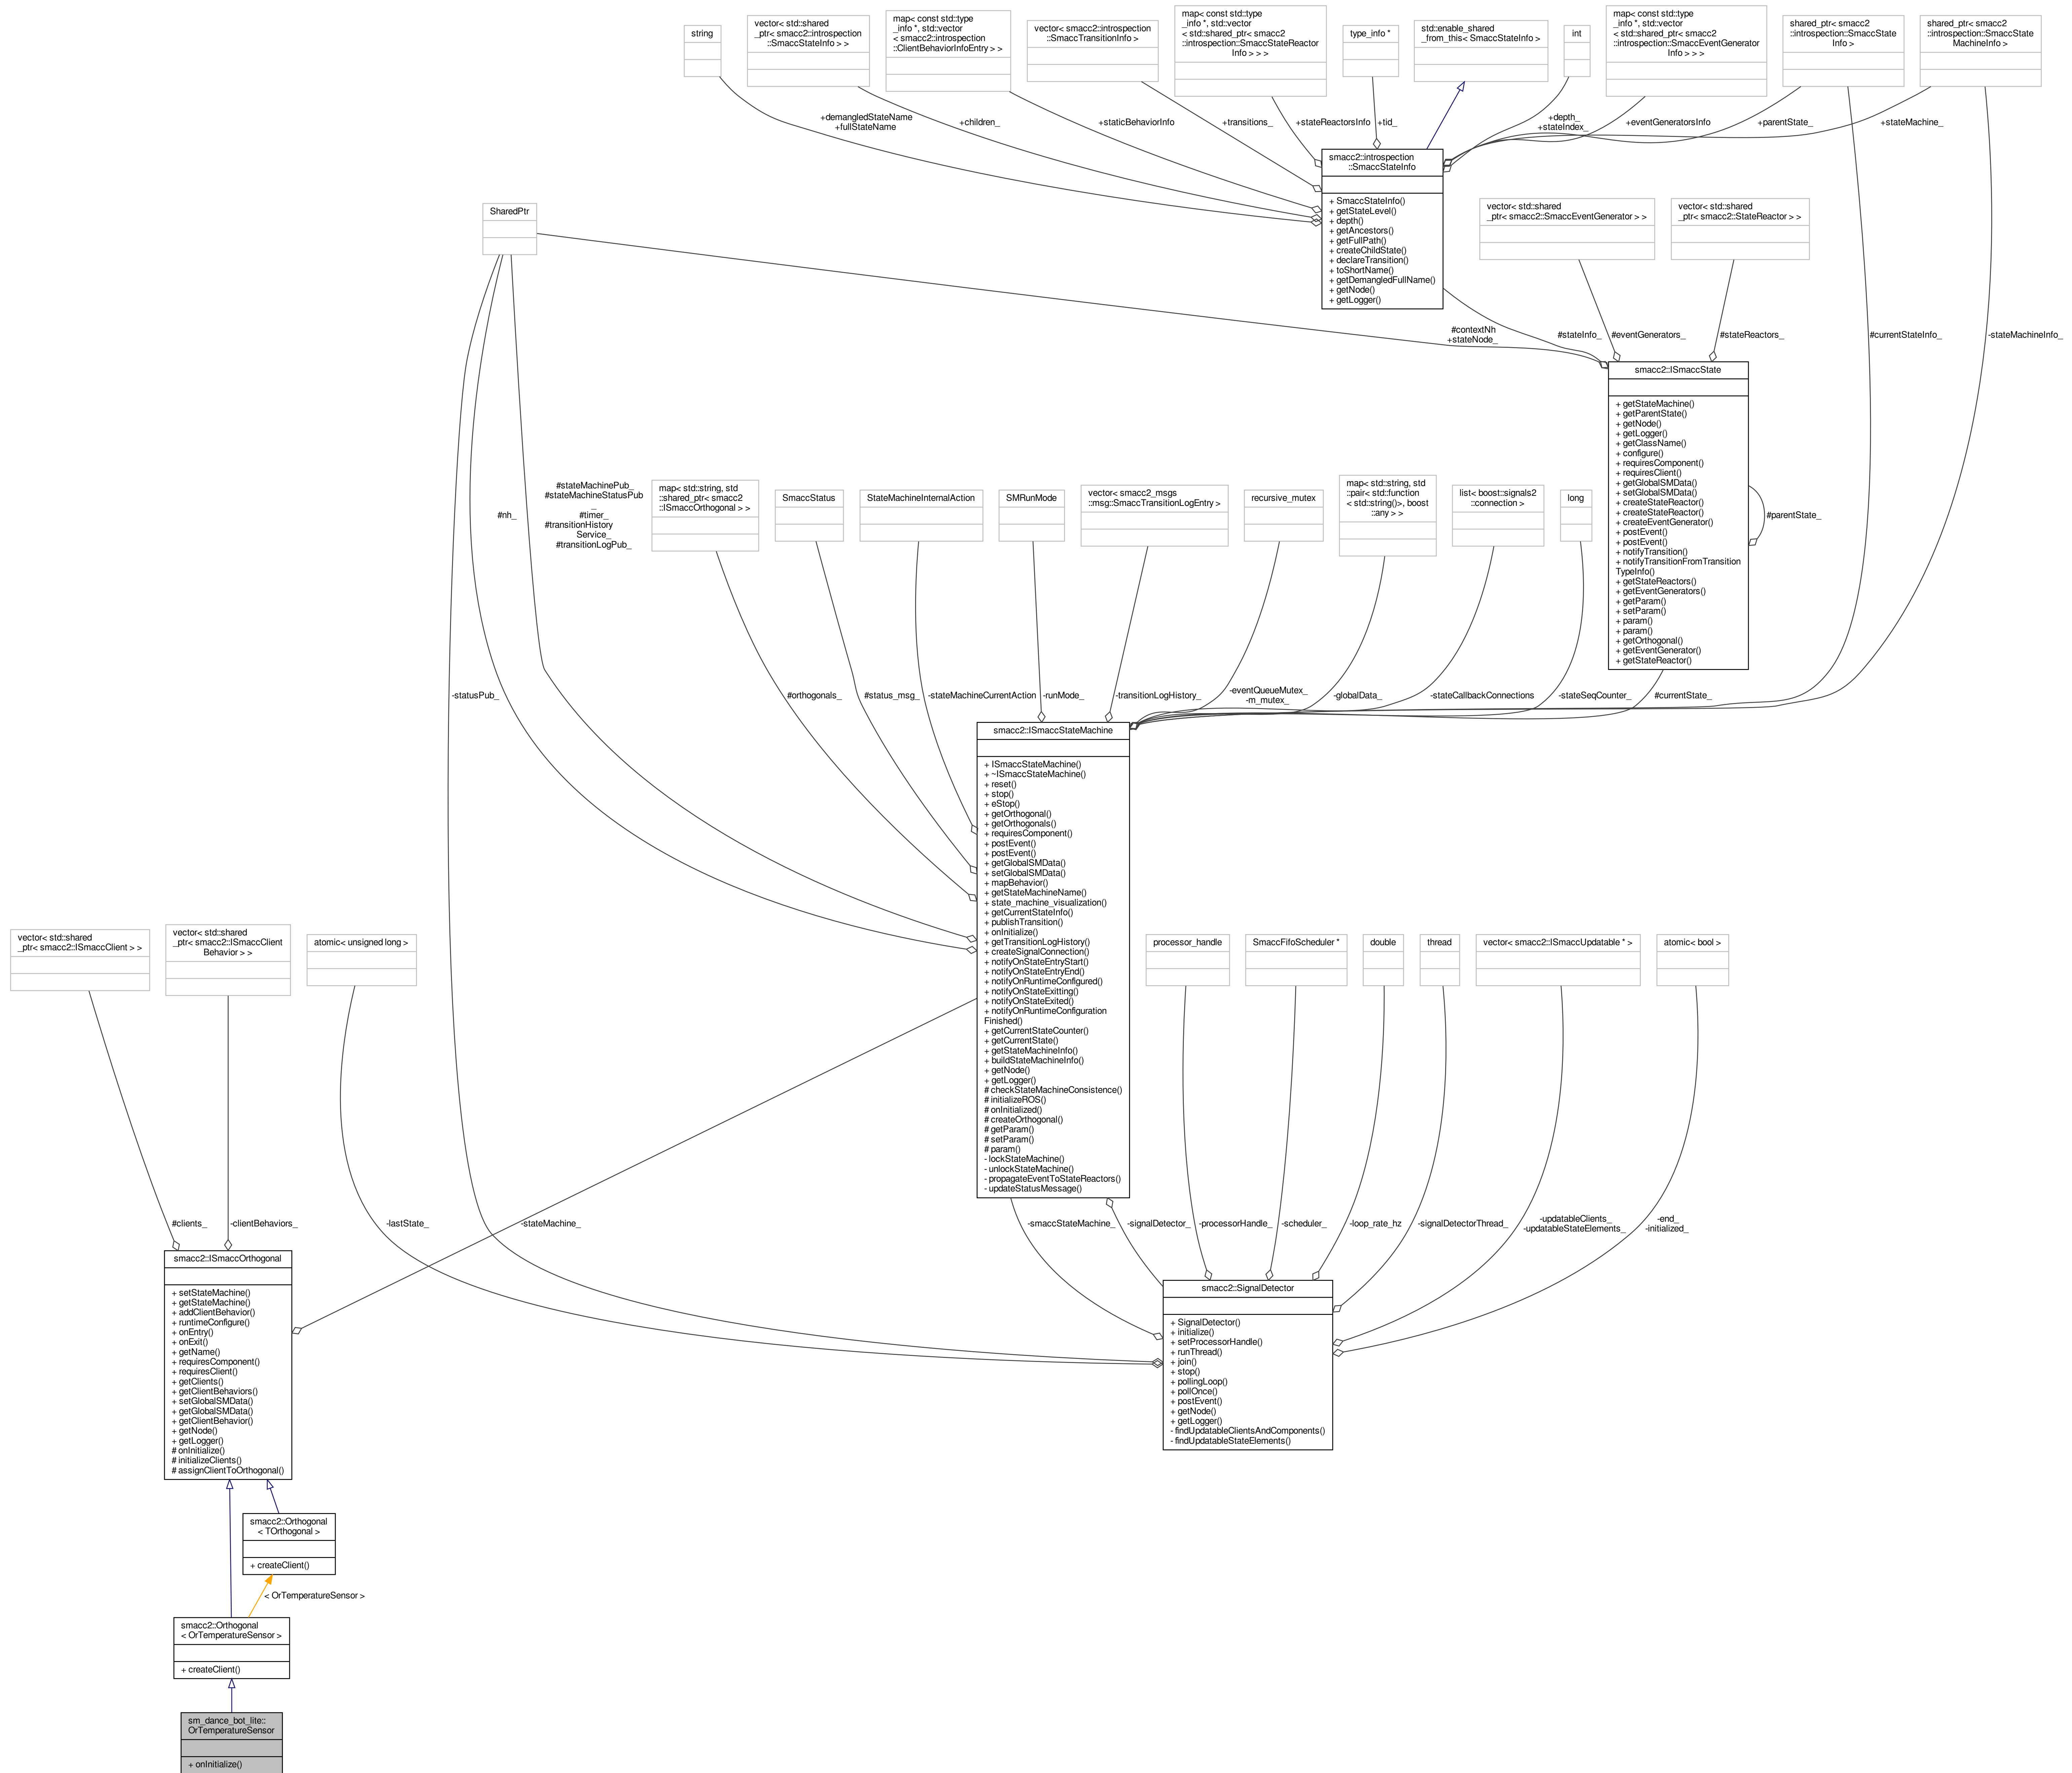 string
vector< std::shared
_ptr< smacc2::introspection
::SmaccStateInfo > >
map< const std::type
_info *, std::vector
< smacc2::introspection
::ClientBehaviorInfoEntry > >
vector< smacc2::introspection
::SmaccTransitionInfo >
map< const std::type
_info *, std::vector
< std::shared_ptr< smacc2
::introspection::SmaccStateReactor
Info > > >
type_info *
std::enable_shared
_from_this< SmaccStateInfo >
int
map< const std::type
_info *, std::vector
< std::shared_ptr< smacc2
::introspection::SmaccEventGenerator
Info > > >
shared_ptr< smacc2
::introspection::SmaccState
Info >
shared_ptr< smacc2
::introspection::SmaccState
MachineInfo >
+demangledStateName
+fullStateName
+children_
+staticBehaviorInfo
+transitions_
+stateReactorsInfo
+tid_
+depth_
+stateIndex_
+eventGeneratorsInfo
+parentState_
+stateMachine_
smacc2::introspection
::SmaccStateInfo
+ SmaccStateInfo()
+ getStateLevel()
+ depth()
+ getAncestors()
+ getFullPath()
+ createChildState()
+ declareTransition()
+ toShortName()
+ getDemangledFullName()
+ getNode()
+ getLogger()
SharedPtr
vector< std::shared
_ptr< smacc2::SmaccEventGenerator > >
vector< std::shared
_ptr< smacc2::StateReactor > >
#contextNh
+stateNode_
#stateInfo_
#eventGenerators_
#stateReactors_
#currentStateInfo_
-stateMachineInfo_
smacc2::ISmaccState
+ getStateMachine()
+ getParentState()
+ getNode()
+ getLogger()
+ getClassName()
+ configure()
+ requiresComponent()
+ requiresClient()
+ getGlobalSMData()
+ setGlobalSMData()
+ createStateReactor()
+ createStateReactor()
+ createEventGenerator()
+ postEvent()
+ postEvent()
+ notifyTransition()
+ notifyTransitionFromTransition
TypeInfo()
+ getStateReactors()
+ getEventGenerators()
+ getParam()
+ setParam()
+ param()
+ param()
+ getOrthogonal()
+ getEventGenerator()
+ getStateReactor()
#parentState_
#nh_
#stateMachinePub_
#stateMachineStatusPub
_
#timer_
#transitionHistory
Service_
#transitionLogPub_
map< std::string, std
::shared_ptr< smacc2
::ISmaccOrthogonal > >
SmaccStatus
StateMachineInternalAction
SMRunMode
vector< smacc2_msgs
::msg::SmaccTransitionLogEntry >
recursive_mutex
map< std::string, std
::pair< std::function
< std::string()>, boost
::any > >
list< boost::signals2
::connection >
long
-statusPub_
#orthogonals_
#status_msg_
-stateMachineCurrentAction
-runMode_
-transitionLogHistory_
-eventQueueMutex_
-m_mutex_
-globalData_
-stateCallbackConnections
-stateSeqCounter_
#currentState_
smacc2::ISmaccStateMachine
+ ISmaccStateMachine()
+ ~ISmaccStateMachine()
+ reset()
+ stop()
+ eStop()
+ getOrthogonal()
+ getOrthogonals()
+ requiresComponent()
+ postEvent()
+ postEvent()
+ getGlobalSMData()
+ setGlobalSMData()
+ mapBehavior()
+ getStateMachineName()
+ state_machine_visualization()
+ getCurrentStateInfo()
+ publishTransition()
+ onInitialize()
+ getTransitionLogHistory()
+ createSignalConnection()
+ notifyOnStateEntryStart()
+ notifyOnStateEntryEnd()
+ notifyOnRuntimeConfigured()
+ notifyOnStateExitting()
+ notifyOnStateExited()
+ notifyOnRuntimeConfiguration
Finished()
+ getCurrentStateCounter()
+ getCurrentState()
+ getStateMachineInfo()
+ buildStateMachineInfo()
+ getNode()
+ getLogger()
# checkStateMachineConsistence()
# initializeROS()
# onInitialized()
# createOrthogonal()
# getParam()
# setParam()
# param()
- lockStateMachine()
- unlockStateMachine()
- propagateEventToStateReactors()
- updateStatusMessage()
vector< std::shared
_ptr< smacc2::ISmaccClient > >
vector< std::shared
_ptr< smacc2::ISmaccClient
Behavior > >
atomic< unsigned long >
processor_handle
SmaccFifoScheduler *
double
thread
vector< smacc2::ISmaccUpdatable * >
atomic< bool >
#clients_
-clientBehaviors_
-lastState_
-stateMachine_
-smaccStateMachine_
-signalDetector_
-processorHandle_
-scheduler_
-loop_rate_hz
-signalDetectorThread_
-updatableClients_
-updatableStateElements_
-end_
-initialized_
smacc2::ISmaccOrthogonal
+ setStateMachine()
+ getStateMachine()
+ addClientBehavior()
+ runtimeConfigure()
+ onEntry()
+ onExit()
+ getName()
+ requiresComponent()
+ requiresClient()
+ getClients()
+ getClientBehaviors()
+ setGlobalSMData()
+ getGlobalSMData()
+ getClientBehavior()
+ getNode()
+ getLogger()
# onInitialize()
# initializeClients()
# assignClientToOrthogonal()
smacc2::SignalDetector
+ SignalDetector()
+ initialize()
+ setProcessorHandle()
+ runThread()
+ join()
+ stop()
+ pollingLoop()
+ pollOnce()
+ postEvent()
+ getNode()
+ getLogger()
- findUpdatableClientsAndComponents()
- findUpdatableStateElements()
smacc2::Orthogonal
< TOrthogonal >
+ createClient()
< OrTemperatureSensor >
smacc2::Orthogonal
< OrTemperatureSensor >
+ createClient()
sm_dance_bot_lite::
OrTemperatureSensor
+ onInitialize()